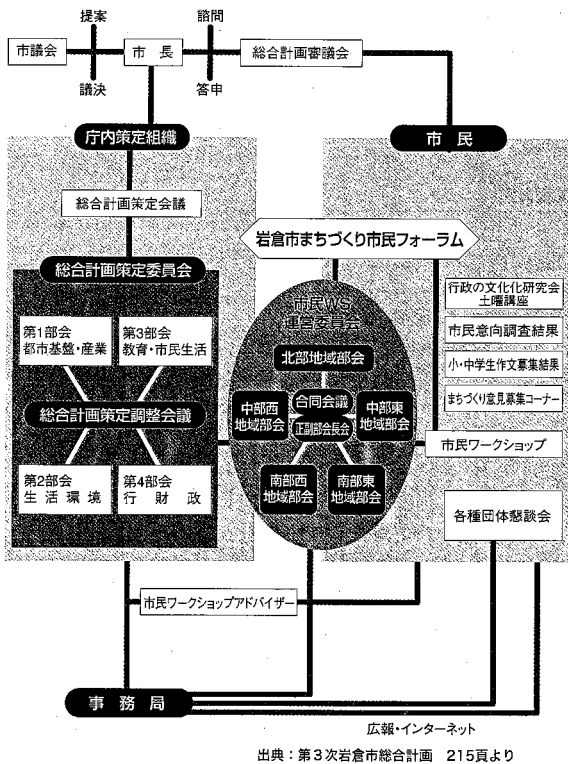 提案
諮問
市議会
市 長
総合計画審議会
議決
答申
庁内策定組織
市 民
総合計画策定会議
岩倉市まちづくり市民フォーラム
総合計画策定委員会
市民WS
運営委員会
行政の文化化研究会
土曜講座
市民意向調査結果
小・中学生作文募集結果
まちづくり意見募集コーナー
市民ワークショップ
各種団体懇談会
第1部会
都市基盤・産業
第3部会
教育・市民生活
総合計画策定調整会議
第2部会
生活環境
第4部会
行財政
北部地域部会
中部西
地域部会
合同会議
正副部会長会
中部東
地域部会
南部西
地域部会
南部東
地域部会
市民ワークショップアドバイザー
事務局
広報・インターネット
出典：第3次岩倉市総合計画 215頁より